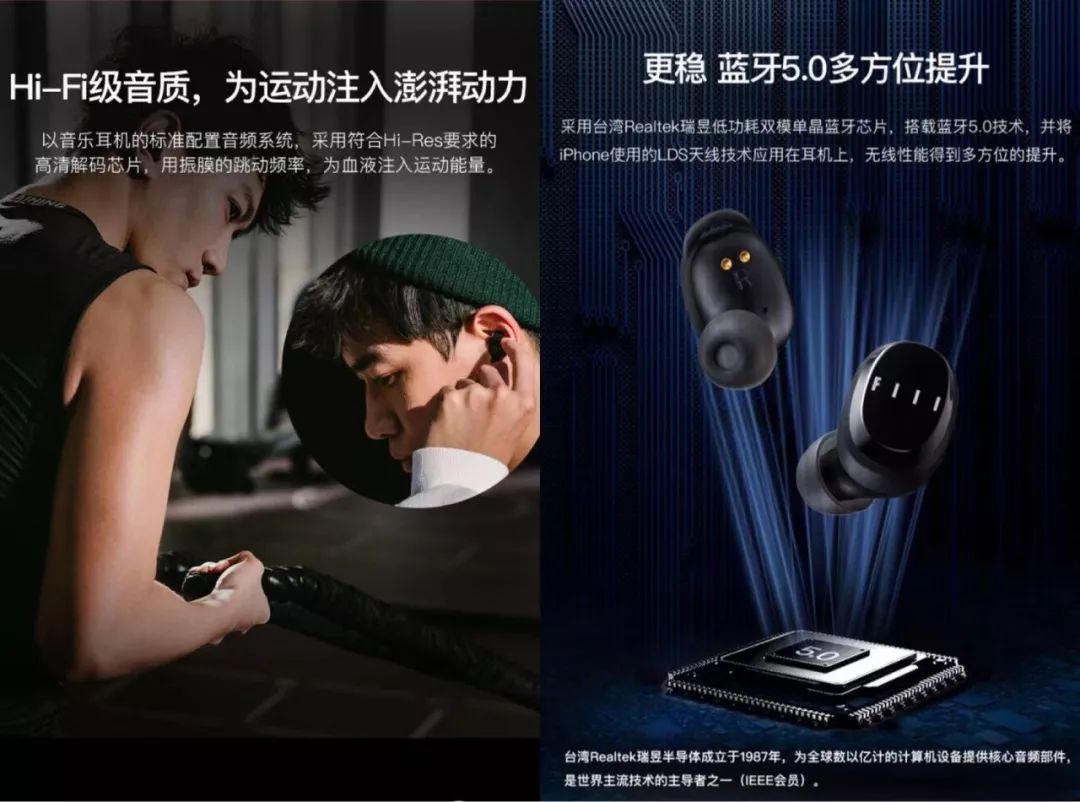 Hi-Fi级音质，为运动注入澎湃动力
以音乐耳机的标准配置音频系统，采用符合Hi-Res要求的
高清解码芯片，用振膜的跳动频率，为血液注入运动能量。
更稳 蓝牙5.0多方位提升
采用台湾Realtek瑞昱低功耗双模单晶蓝牙芯片，搭载蓝牙5.0技术，并将
iPhone使用的LDS天线技术应用在耳机上，无线性能得到多方位的提升。
FIIL
5.0
台湾Realtek瑞昱半导体成立于1987年，为全球数以亿计的计算机设备提供核心音频部件，
是世界主流技术的主导者之一（IEEE会员）。